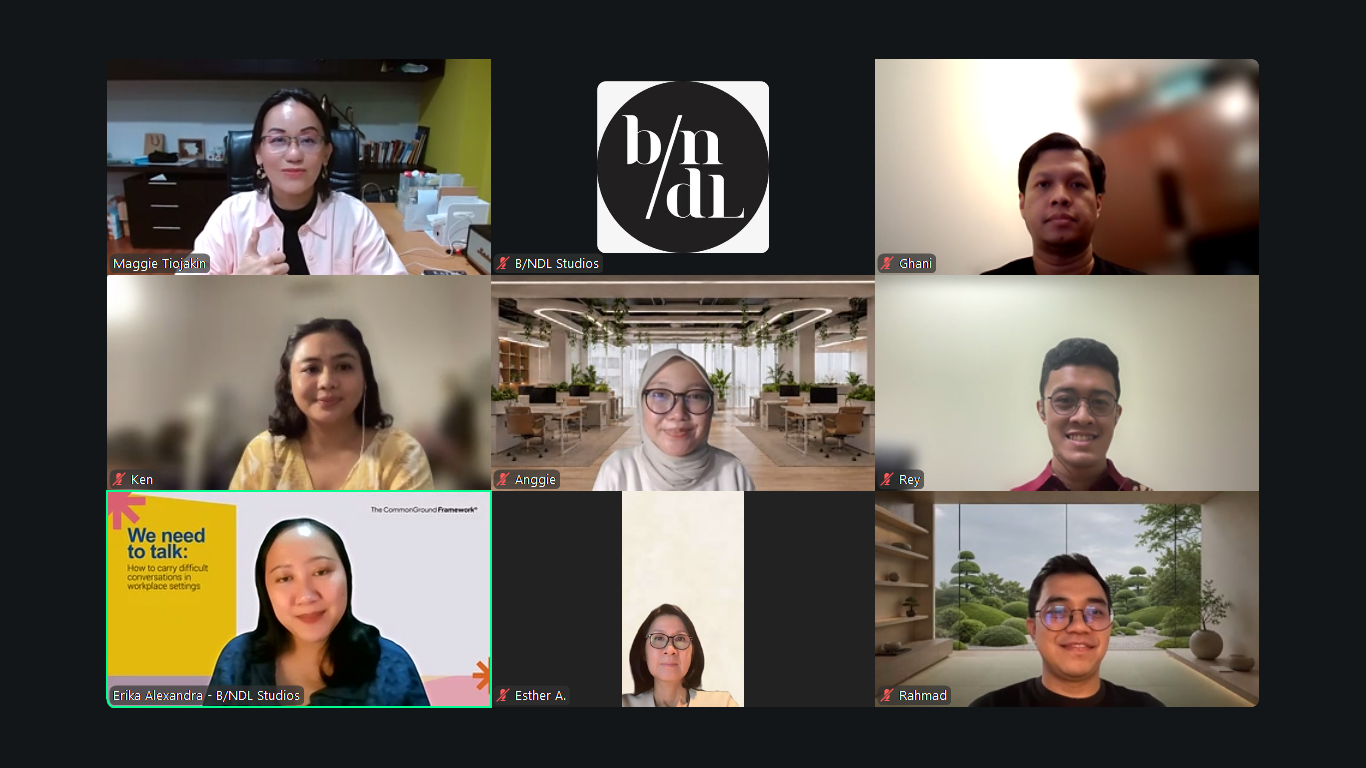 Maggie Tiojakin
b/n
/dL
B/NDL Studios
Ghani
Ken
Anggie
Rey
The CommonGround Framework®
We need
to talk:
How to carry difficult
conversations in
workplace settings
Erika Alexandra - B/NDL Studios
Esther A.
Rahmad